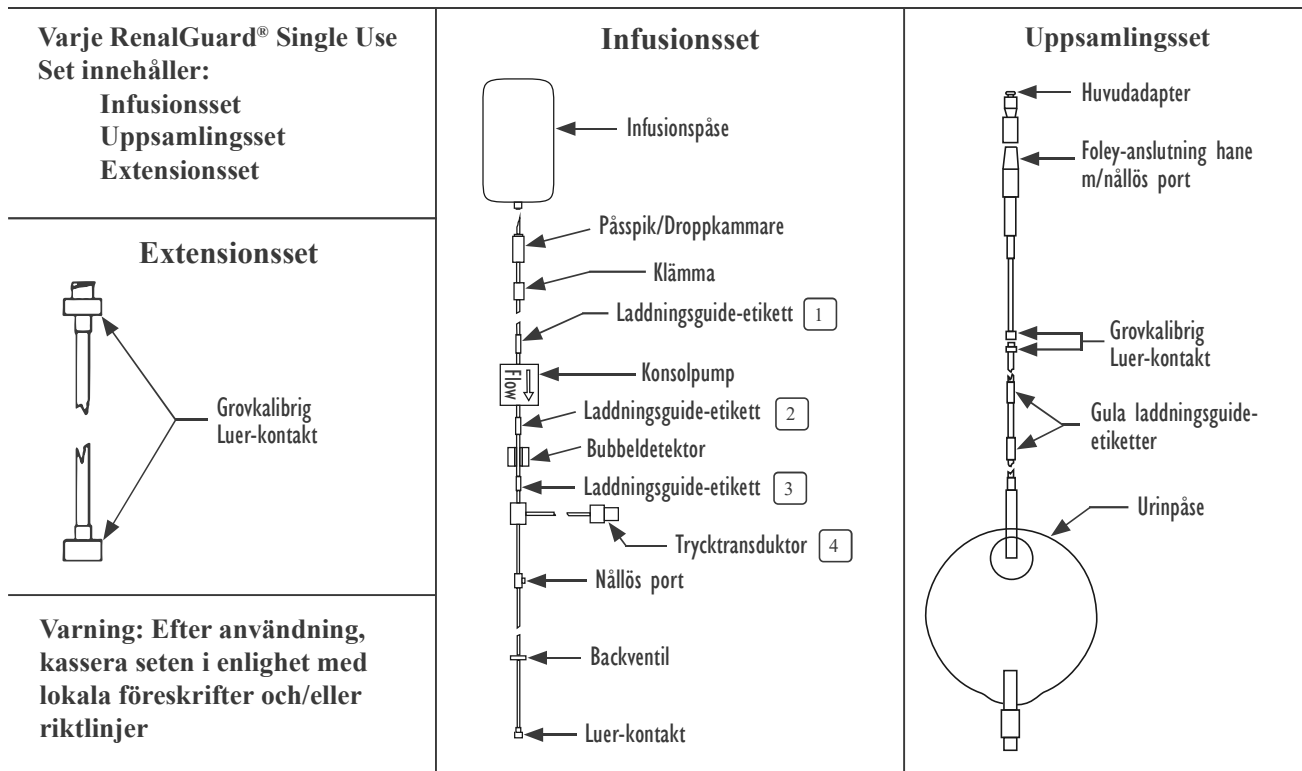 Varje RenalGuard® Single Use
Set innehåller:
Infusionsset
Uppsamlingsset
Extensionsset
Extensionsset
Grovkalibrig
Luer-kontakt
Varning: Efter användning,
kassera seten i enlighet med
lokala föreskrifter och/eller
riktlinjer
Infusionsset
Infusionspåse
Påsspik/Droppkammare
Klämma
Laddningsguide-etikett 1
Konsolpump
Flow
Laddningsguide-etikett 2
Bubbeldetektor
Laddningsguide-etikett 3
Trycktransduktor 4
Nållös port
Backventil
Luer-kontakt
Uppsamlingsset
Huvudadapter
Foley-anslutning hane
m/nållös port
Grovkalibrig
Luer-kontakt
Gula laddningsguide-
etiketter
Urinpåse